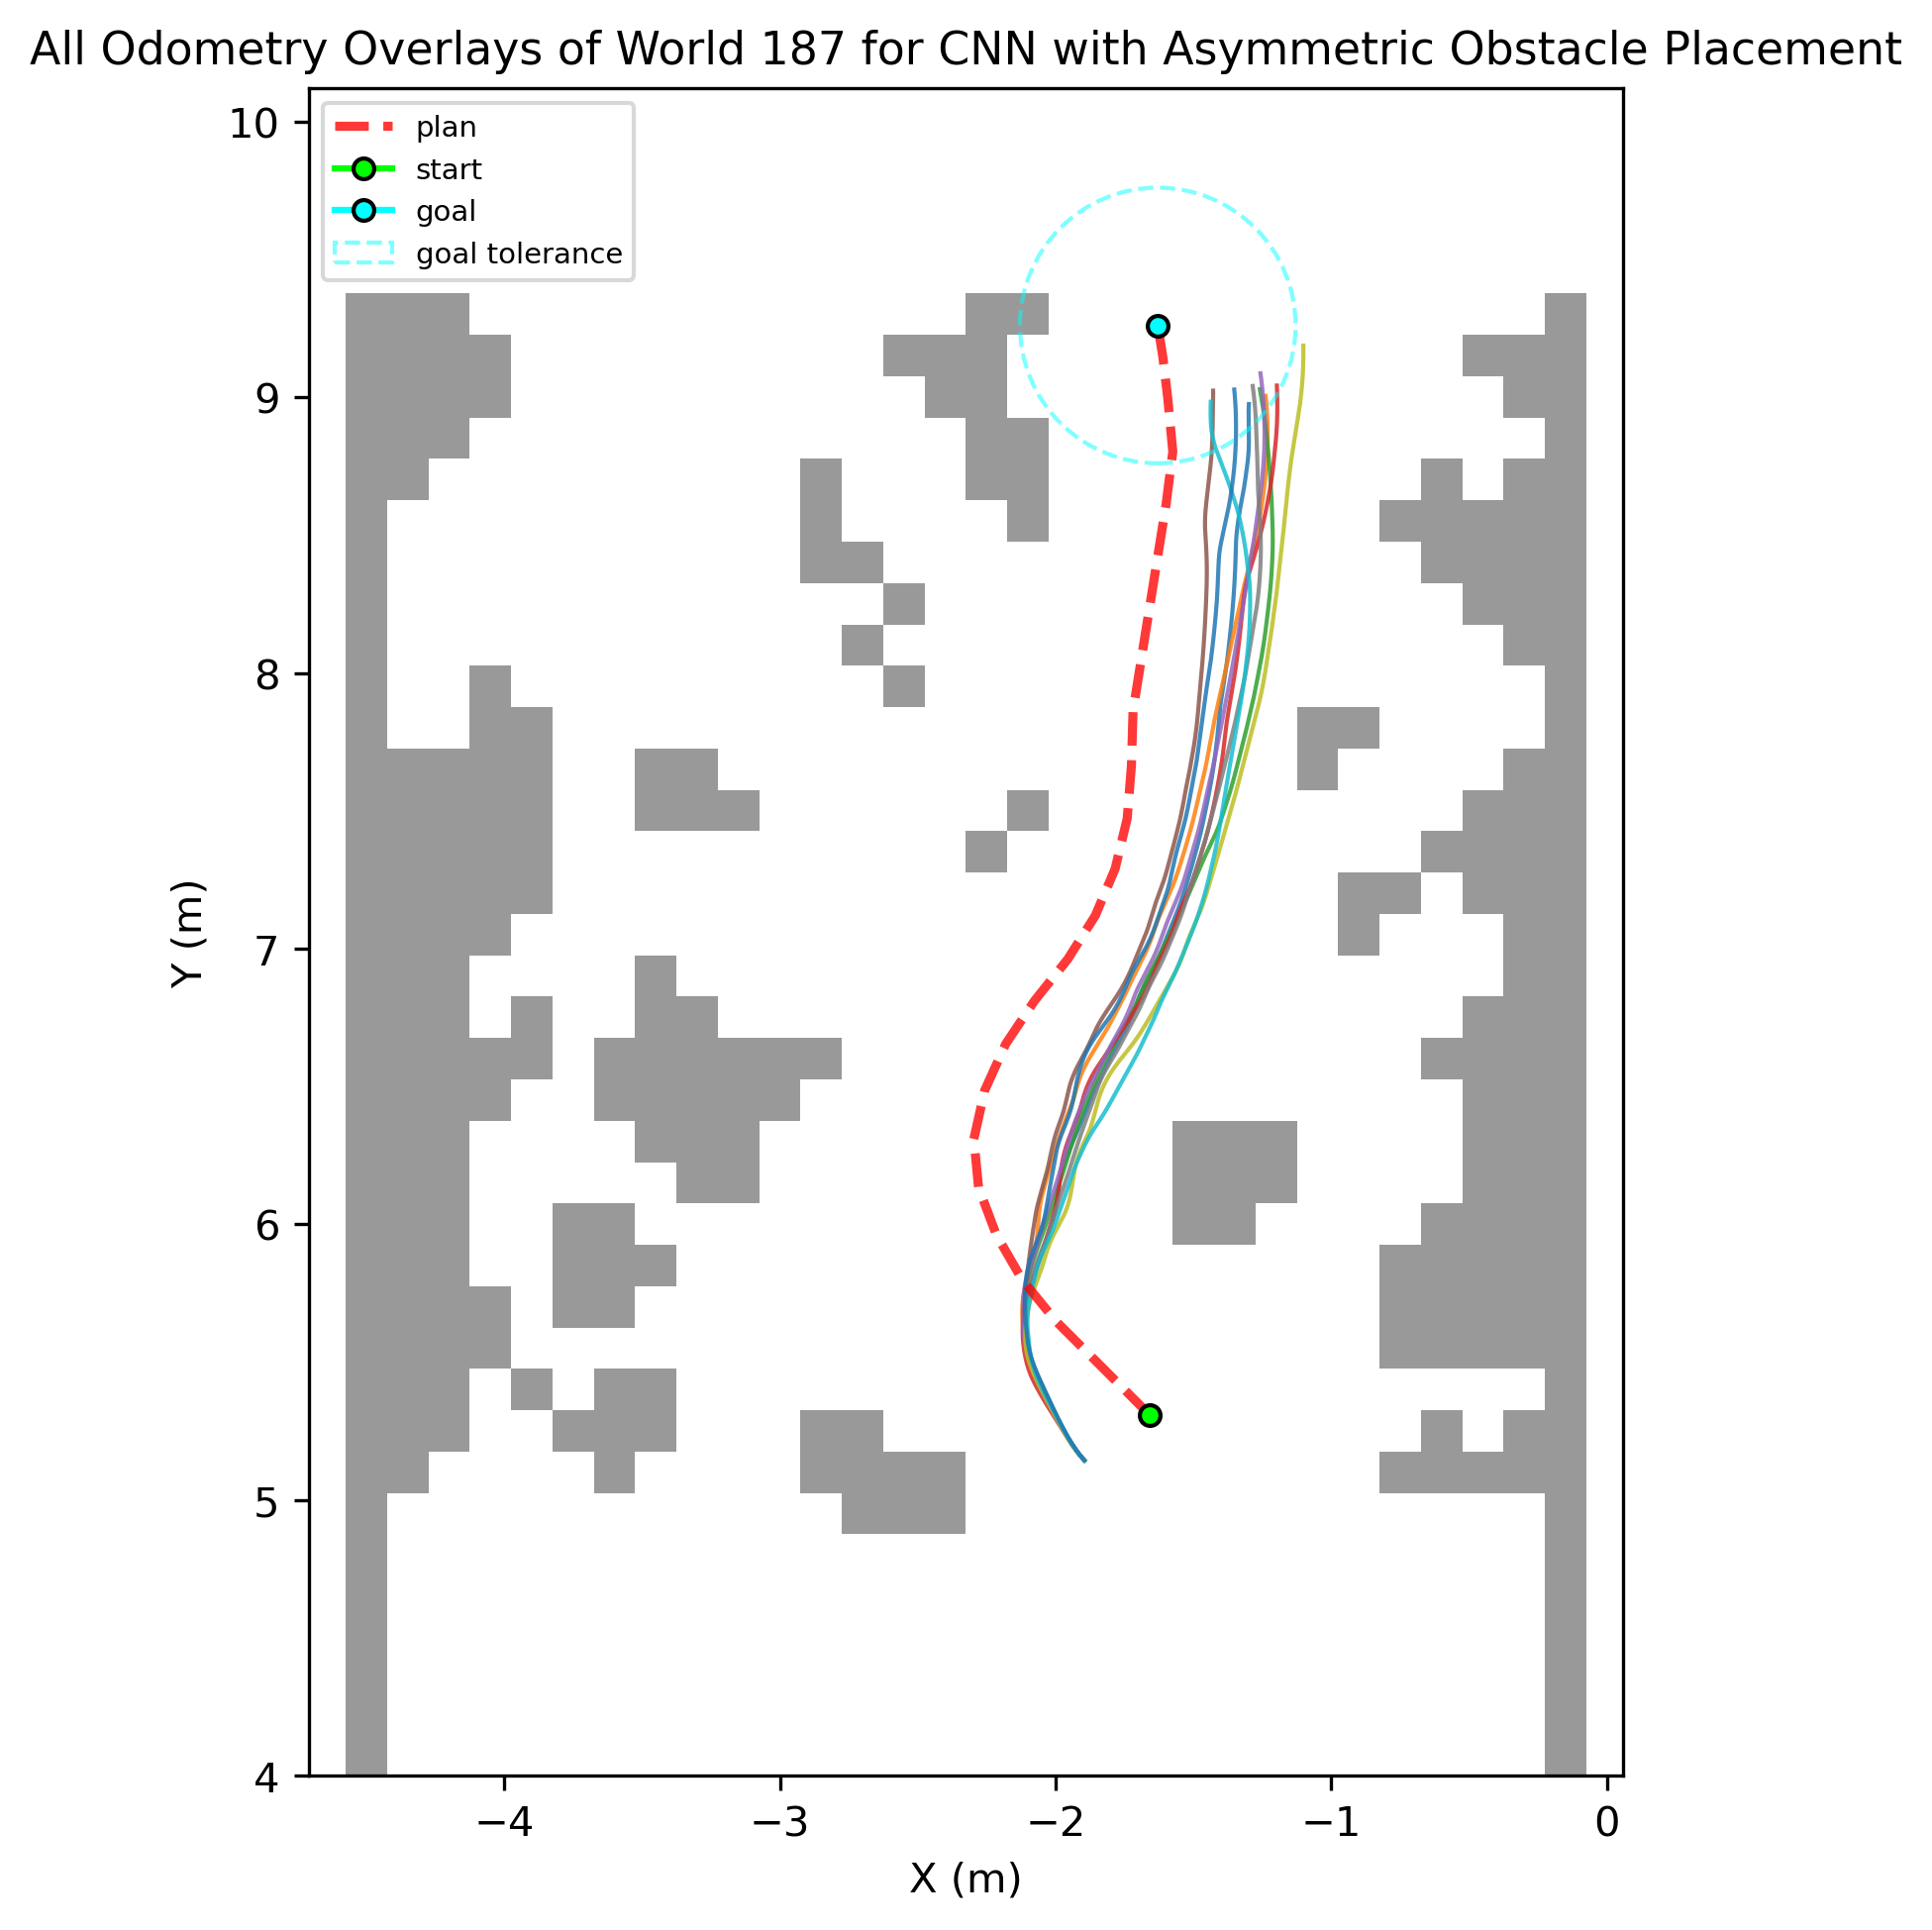 All Odometry Overlays of World 187 for CNN with Asymmetric Obstacle Placement
plan
start
goal
goal tolerance
10
9
8
7
6
5
4
Y (m)
−4
−3
−2
−1
0
X (m)